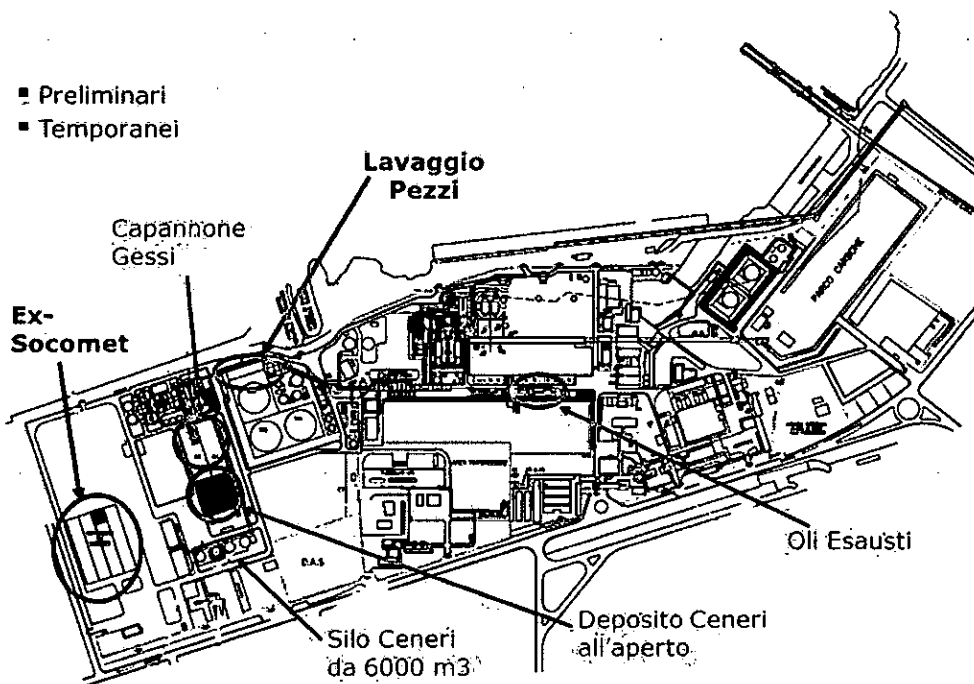 Preliminari
Temporanei
Lavaggio
Pezzi
Capannone
Gessi
Ex-
Socomet
PARCO CARBONE
D.A.S
Oli Esausti
Silo Ceneri
da 6000 m3
Deposito Ceneri
all'aperto